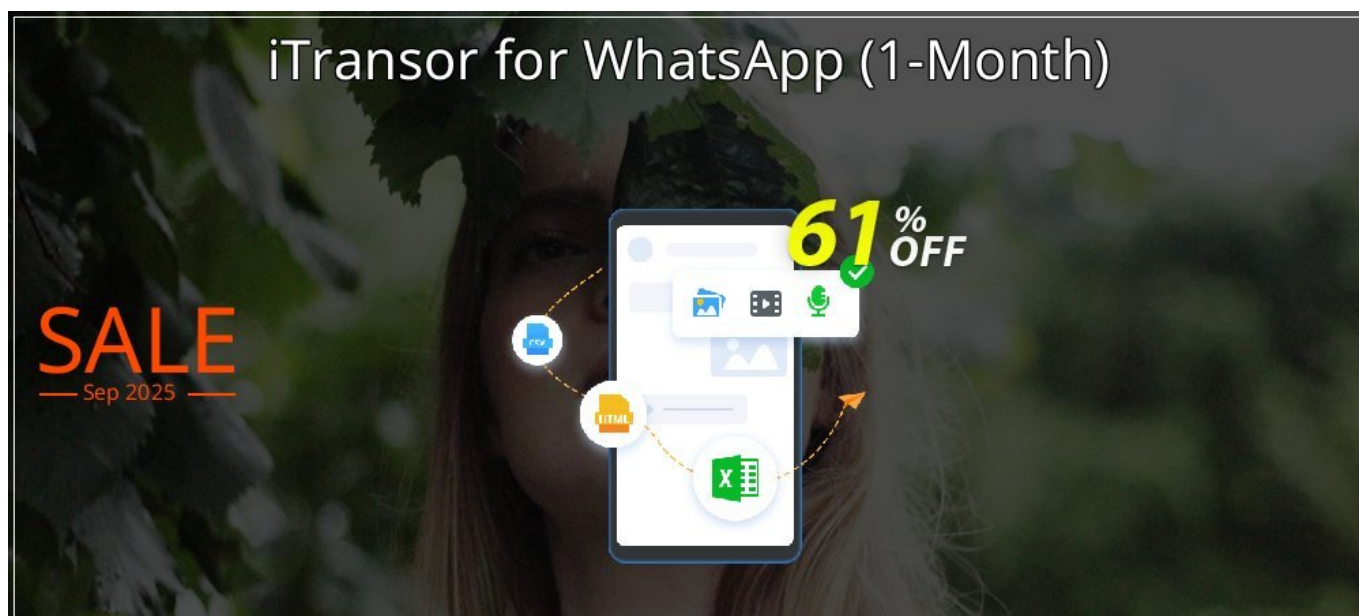 iTransor for WhatsApp (1-Month)
61%
OFF
SALE
Sep 2025
CSV
HTML
X